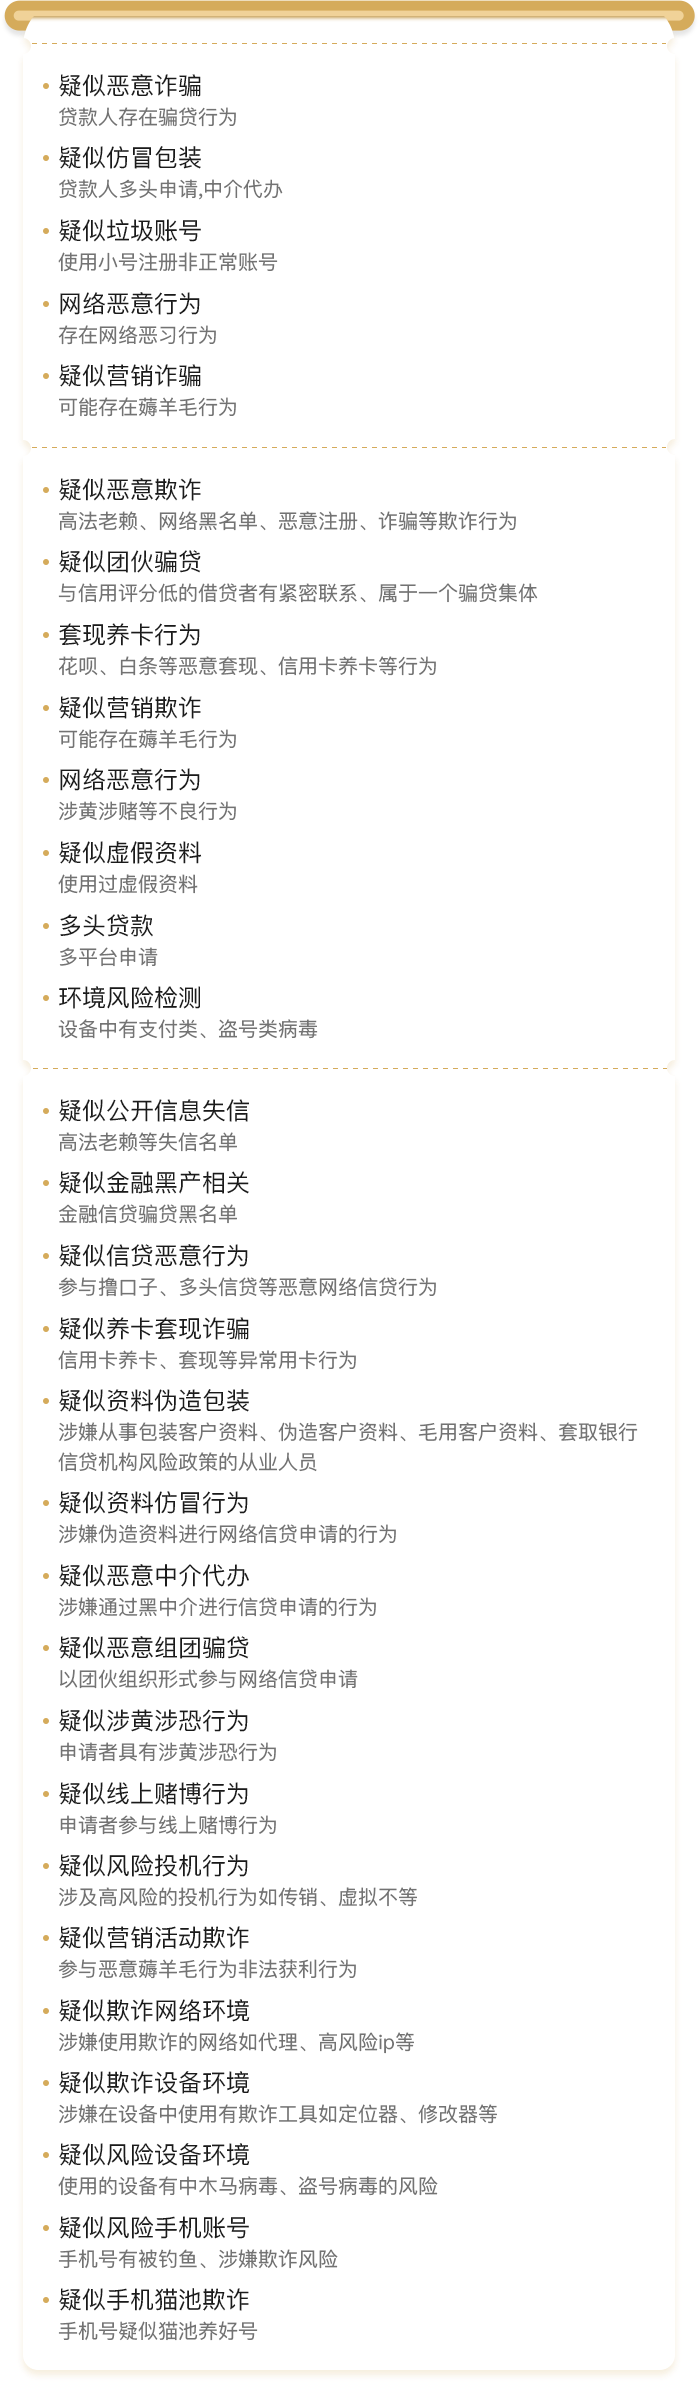 疑似恶意诈骗
贷款人存在骗贷行为
疑似仿冒包装
贷款人多头申请,中介代办
疑似垃圾账号
使用小号注册非正常账号
网络恶意行为
存在网络恶习行为
疑似营销诈骗
可能存在薅羊毛行为
疑似恶意欺诈
高法老赖、网络黑名单、恶意注册、诈骗等欺诈行为
疑似团伙骗贷
与信用评分低的借贷者有紧密联系、属于一个骗贷集体
套现养卡行为
花呗、白条等恶意套现、信用卡养卡等行为
疑似营销欺诈
可能存在薅羊毛行为
网络恶意行为
涉黄涉赌等不良行为
疑似虚假资料
使用过虚假资料
多头贷款
多平台申请
环境风险检测
设备中有支付类、盗号类病毒
疑似公开信息失信
高法老赖等失信名单
疑似金融黑产相关
金融信贷骗贷黑名单
疑似信贷恶意行为
参与撸口子、多头信贷等恶意网络信贷行为
疑似养卡套现诈骗
信用卡养卡、套现等异常用卡行为
疑似资料伪造包装
涉嫌从事包装客户资料、伪造客户资料、毛用客户资料、套取银行
信贷机构风险政策的从业人员
疑似资料仿冒行为
涉嫌伪造资料进行网络信贷申请的行为
疑似恶意中介代办
涉嫌通过黑中介进行信贷申请的行为
疑似恶意组团骗贷
以团伙组织形式参与网络信贷申请
疑似涉黄涉恐行为
申请者具有涉黄涉恐行为
疑似线上赌博行为
申请者参与线上赌博行为
疑似风险投机行为
涉及高风险的投机行为如传销、虚拟不等
疑似营销活动欺诈
参与恶意薅羊毛行为非法获利行为
疑似欺诈网络环境
涉嫌使用欺诈的网络如代理、高风险ip等
疑似欺诈设备环境
涉嫌在设备中使用有欺诈工具如定位器、修改器等
疑似风险设备环境
使用的设备有中木马病毒、盗号病毒的风险
疑似风险手机账号
手机号有被钓鱼、涉嫌欺诈风险
疑似手机猫池欺诈
手机号疑似猫池养好号